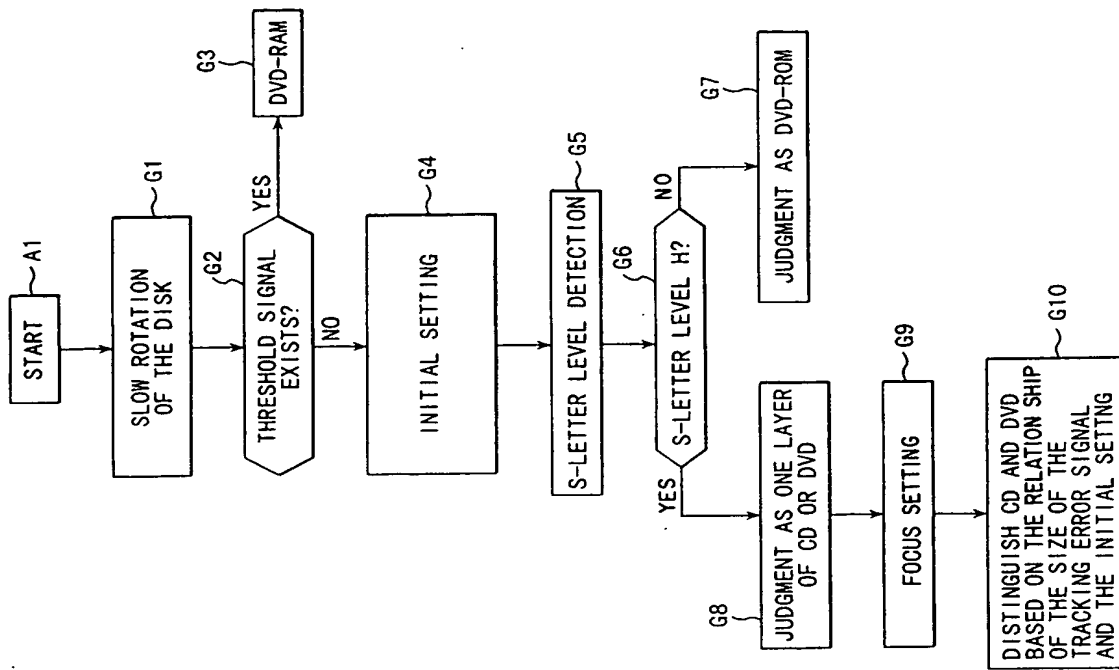 START
A1
SLOW ROTATION
OF THE DISK
G1
THRESHOLD SIGNAL
EXISTS?
G2
YES
DVD-RAM
G3
NO
INITIAL SETTING
G4
S-LETTER LEVEL DETECTION
G5
S-LETTER LEVEL H?
G6
NO
JUDGMENT AS DVD-ROM
G7
YES
JUDGMENT AS ONE LAYER
OF CD OR DVD
G8
FOCUS SETTING
G9
DISTINGUISH CD AND DVD
BASED ON THE RELATION SHIP
OF THE SIZE OF THE
TRACKING ERROR SIGNAL
AND THE INITIAL SETTNG
G10